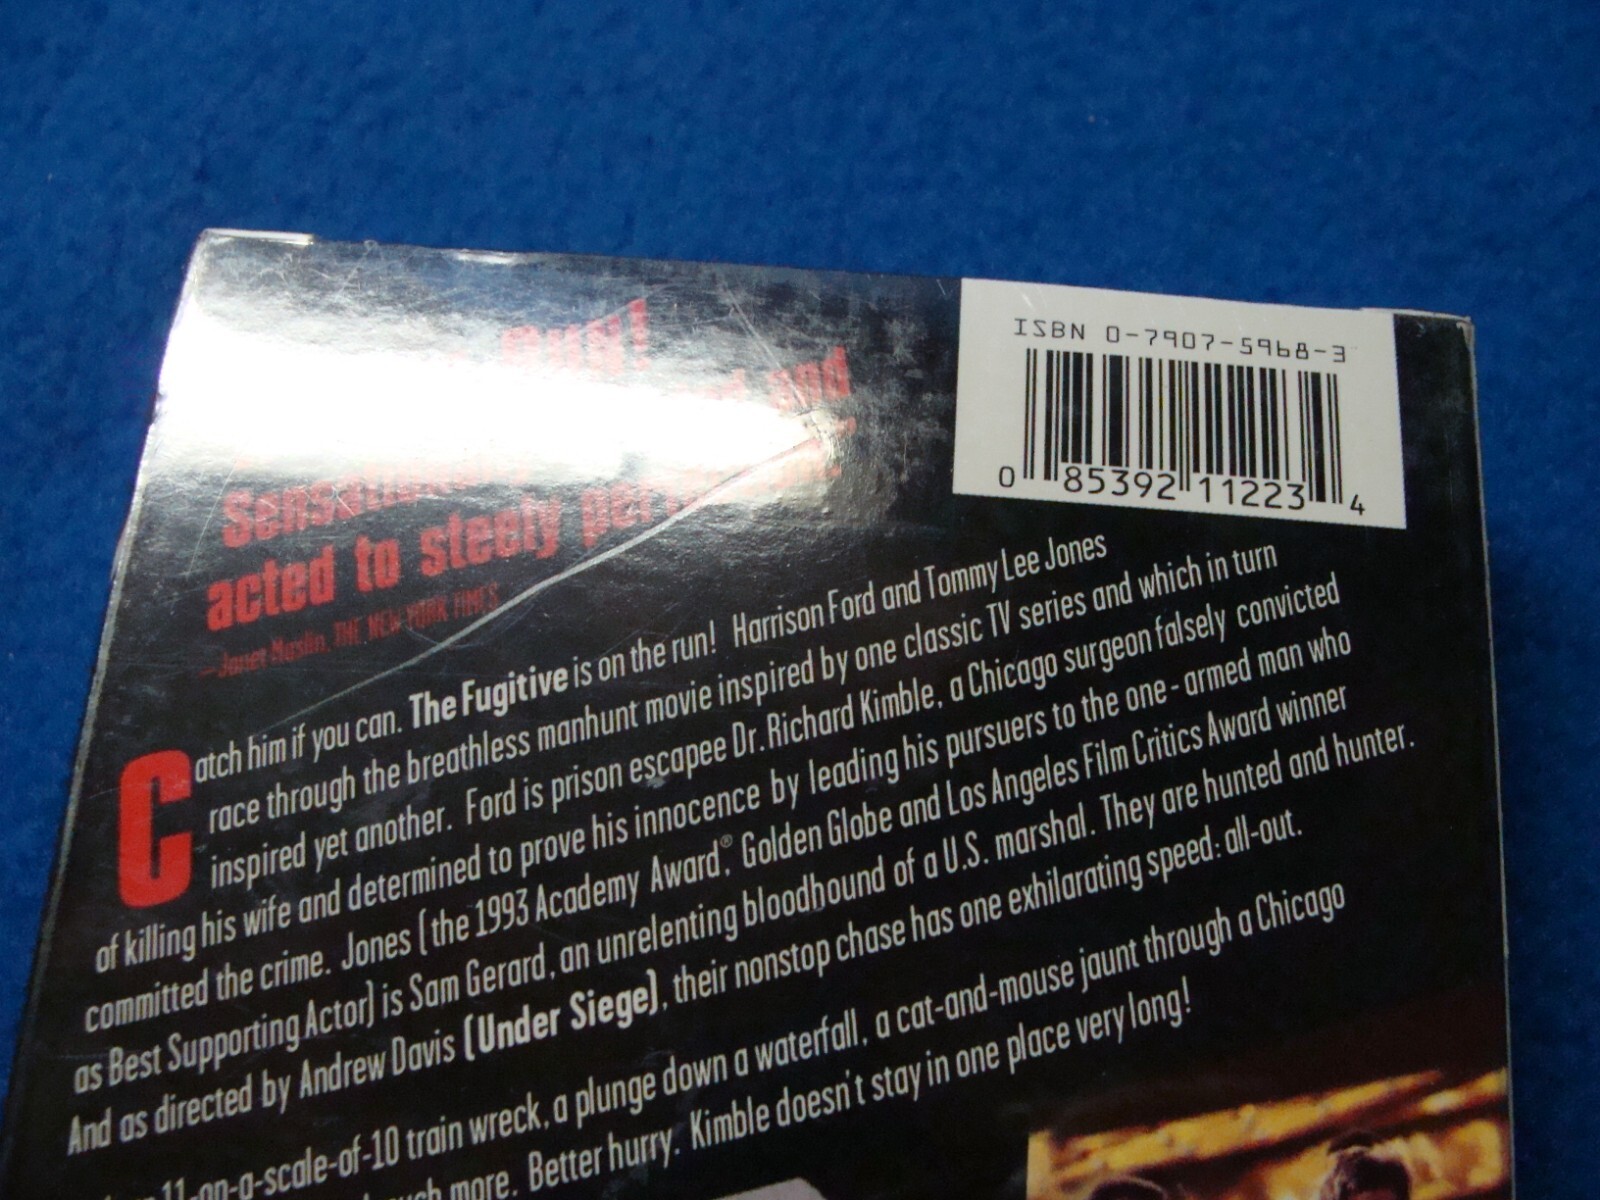 ISBN 0-7907-5968-3
0 85392 11223 4
and
acted to steely
—Janet Maslin, THE NEW YORK TIMES
Catch him if you can. The Fugitive is on the run! Harrison Ford and Tommy Lee Jones
race through the breathless manhunt movie inspired by one classic TV series and which in turn
inspired yet another. Ford is prison escapee Dr. Richard Kimble, a Chicago surgeon falsely convicted
of killing his wife and determined to prove his innocence by leading his pursuers to the one-armed man who
committed the crime. Jones (the 1993 Academy Award,® Golden Globe and Los Angeles Film Critics Award winner
as Best Supporting Actor) is Sam Gerard, an unrelenting bloodhound of a U.S. marshal. They are hunted and hunter.
And as directed by Andrew Davis (Under Siege), their nonstop chase has one exhilarating speed: all-out.
11-on-a-scale-of-10 train wreck, a plunge down a waterfall, a cat-and-mouse jaunt through a Chicago
more. Better hurry. Kimble doesn't stay in one place very long!